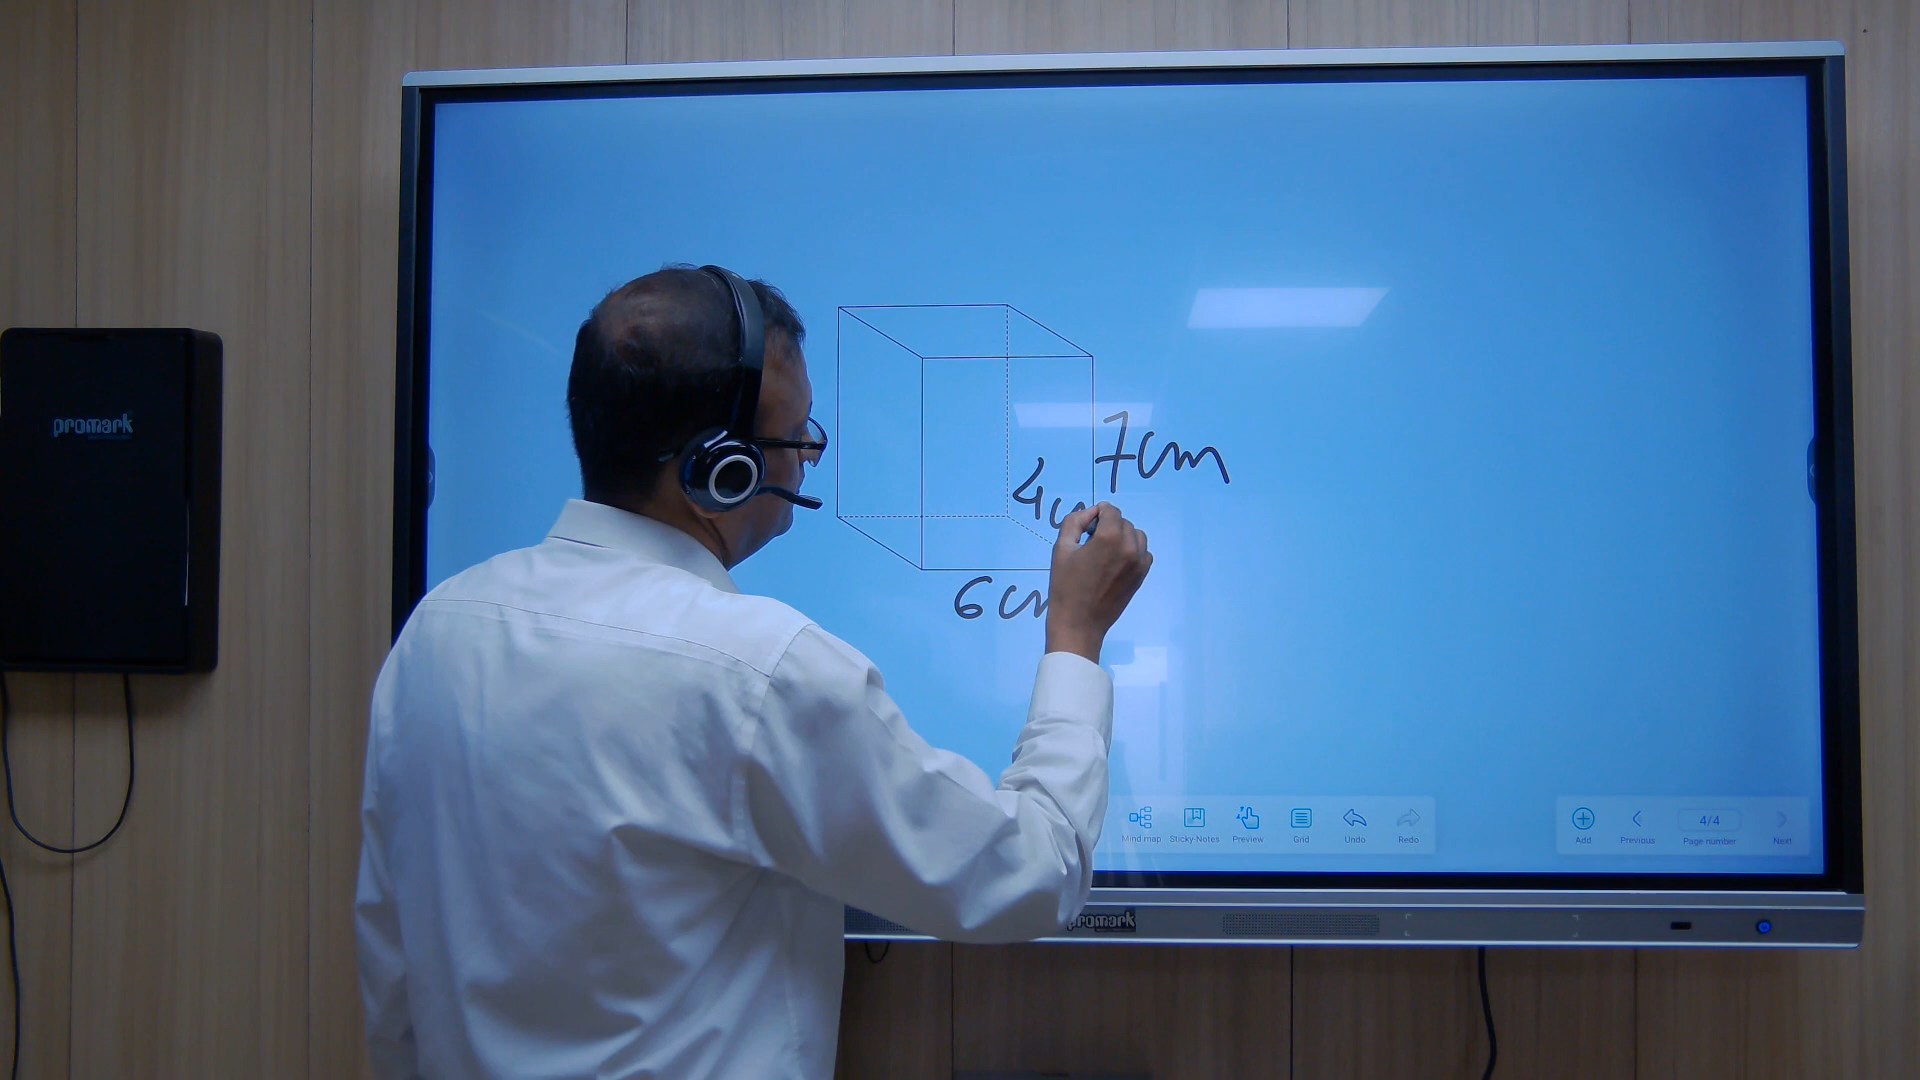 promark
7cm
4c
6cm
Mind map
Sticky-Notes
Preview
Grid
Undo
Redo
Add
Previous
4/4
Page number
Next
promark